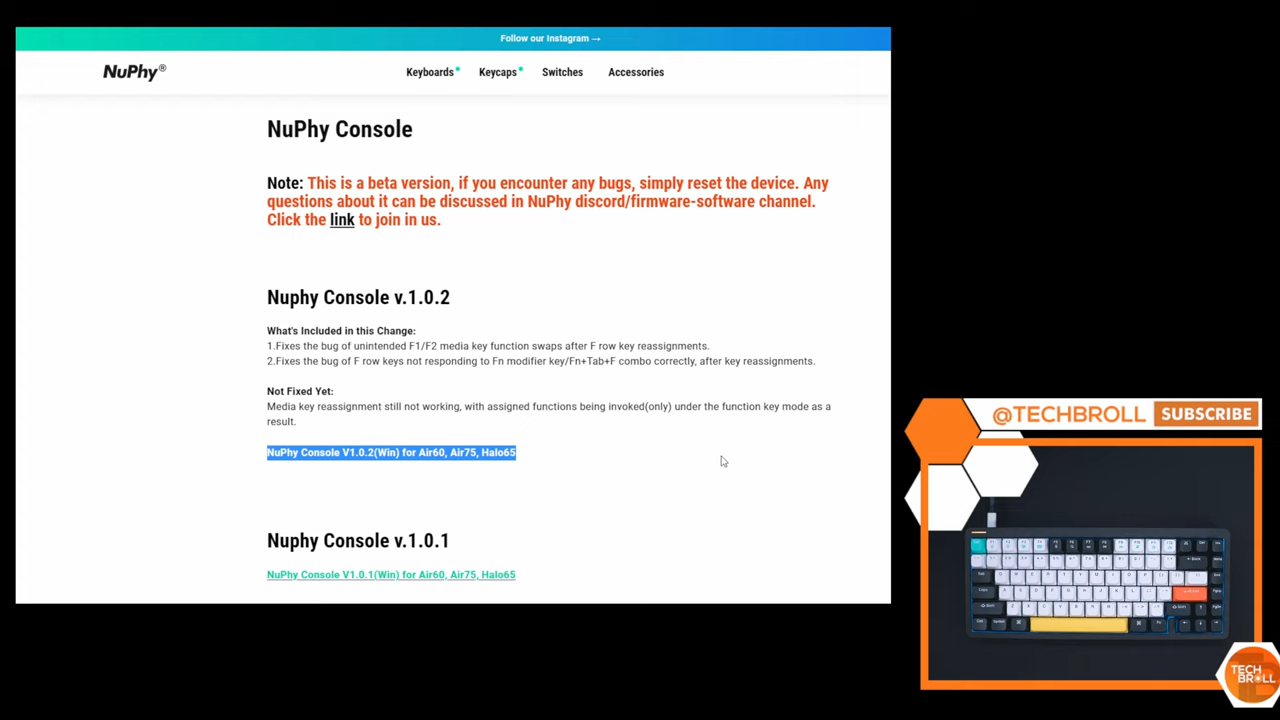 Follow our Instagram →
NuPhy®
Keyboards
Keycaps
Switches
Accessories
NuPhy Console
Note: This is a beta version, if you encounter any bugs, simply reset the device. Any
questions about it can be discussed in NuPhy discord/firmware-software channel.
Click the link to join in us.
Nuphy Console v.1.0.2
What's Included in this Change:
1.Fixes the bug of unintended F1/F2 media key function swaps after F row key reassignments.
2.Fixes the bug of F row keys not responding to Fn modifier key/Fn+Tab+F combo correctly, after key reassignments.
Not Fixed Yet:
Media key reassignment still not working, with assigned functions being invoked(only) under the function key mode as a
result.
NuPhy Console V1.0.2(Win) for Air60, Air75, Halo65
Nuphy Console v.1.0.1
NuPhy Console V1.0.1(Win) for Air60, Air75, Halo65
@TECHBROLL
SUBSCRIBE
TECH
BROLL